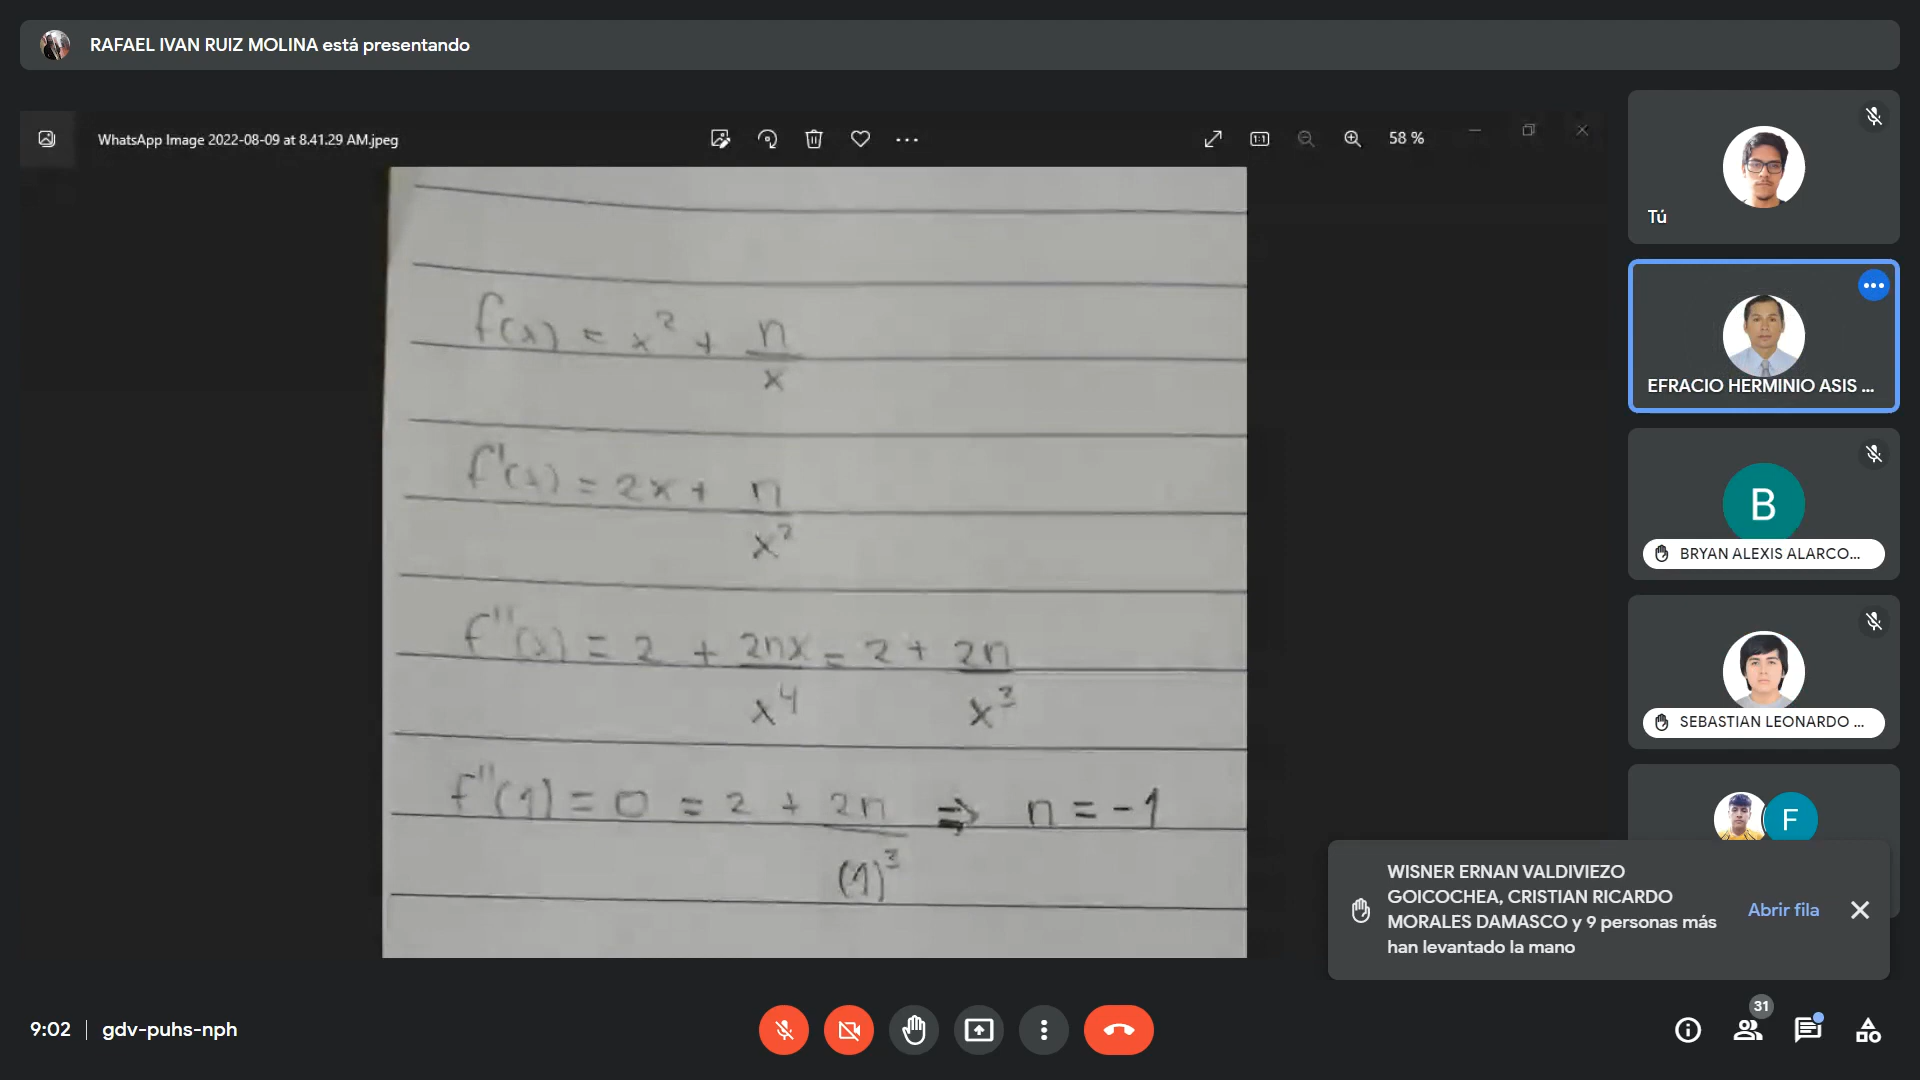 RAFAEL IVAN RUIZ MOLINA está presentando
WhatsApp Image 2022-08-09 at 8.41.29 AM.jpeg
1:1
58 %
f(x) = x² + n/x
f'(x) = 2x + n/x²
f''(x) = 2 + 2nx/x⁴ = 2 + 2n/x³
f''(1) = 0 = 2 + 2n/(1)³ ⇒ n = -1
Tú
EFRACIO HERMINIO ASIS ...
B
BRYAN ALEXIS ALARCO...
SEBASTIAN LEONARDO ...
F
WISNER ERNAN VALDIVIEZO
GOICOCHEA, CRISTIAN RICARDO
MORALES DAMASCO y 9 personas más
han levantado la mano
Abrir fila
9:02 | gdv-puhs-nph
31